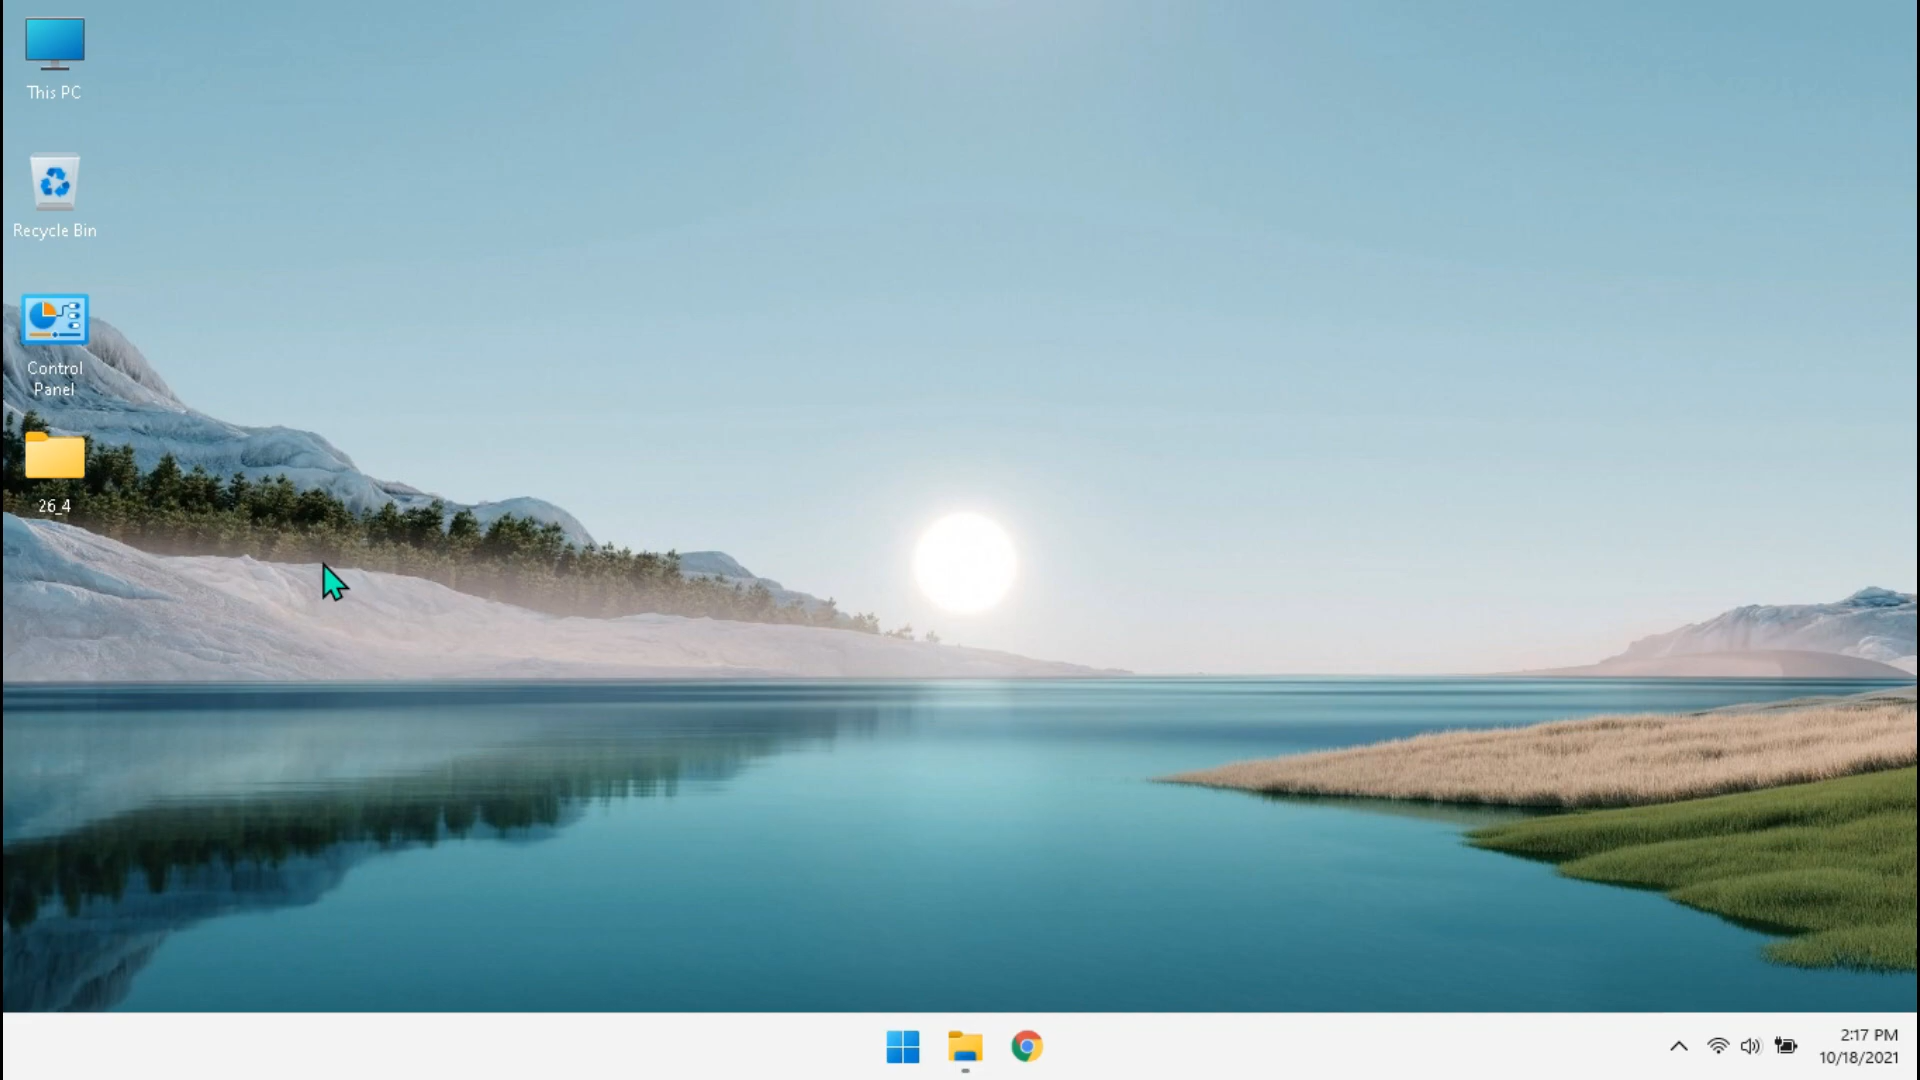 This PC
Recycle Bin
Control
Panel
26_4
2:17 PM
10/18/2021